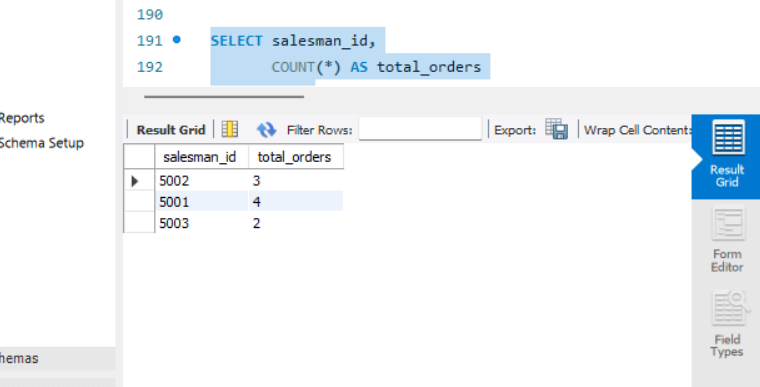 190
191 SELECT salesman_id,
192 COUNT(*) AS total_orders
Reports
Schema Setup
Result Grid Filter Rows: Export: Wrap Cell Content:
salesman_id total_orders
5002 3
5001 4
5003 2
Result
Grid
Form
Editor
Field
Types
hemas